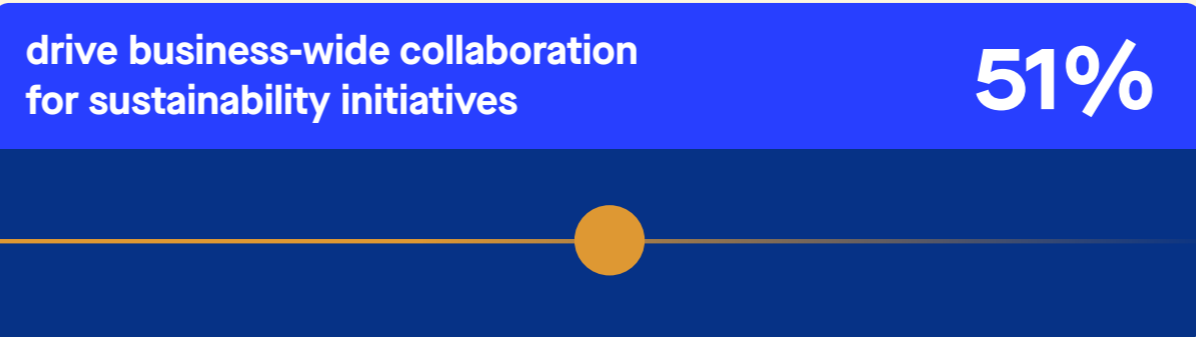 drive business-wide collaboration
for sustainability initiatives
51%